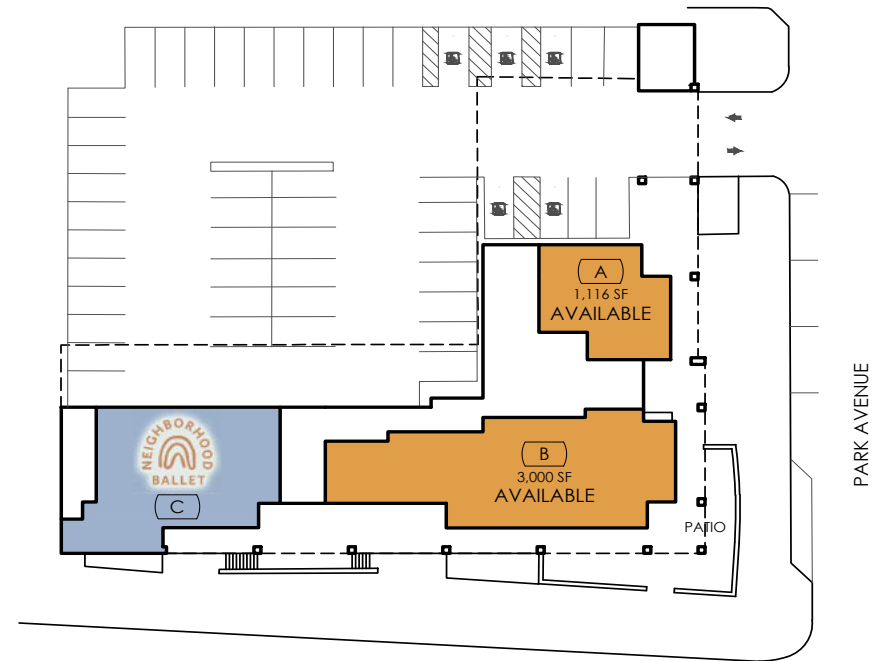 A
1,116 SF
AVAILABLE
PARK AVENUE
NEIGHBORHOOD
BALLET
C
B
3,000 SF
AVAILABLE
PATIO